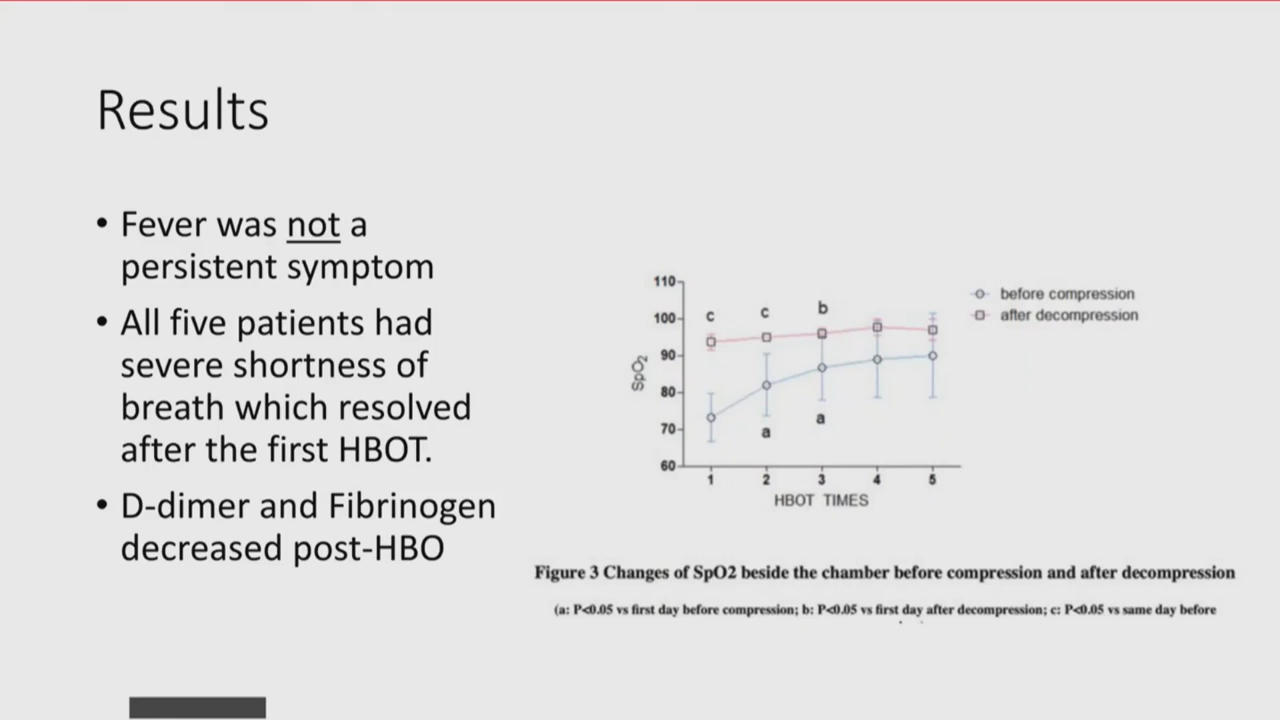 Results
• Fever was not a
persistent symptom
• All five patients had
severe shortness of
breath which resolved
after the first HBOT.
• D-dimer and Fibrinogen
decreased post-HBO
110
100
90
80
70
60
SpO2
c c b
a a
1 2 3 4 5
HBOT TIMES
before compression
after decompression
Figure 3 Changes of SpO2 beside the chamber before compression and after decompression
(a: P<0.05 vs first day before compression; b: P<0.05 vs first day after decompression; c: P<0.05 vs same day before